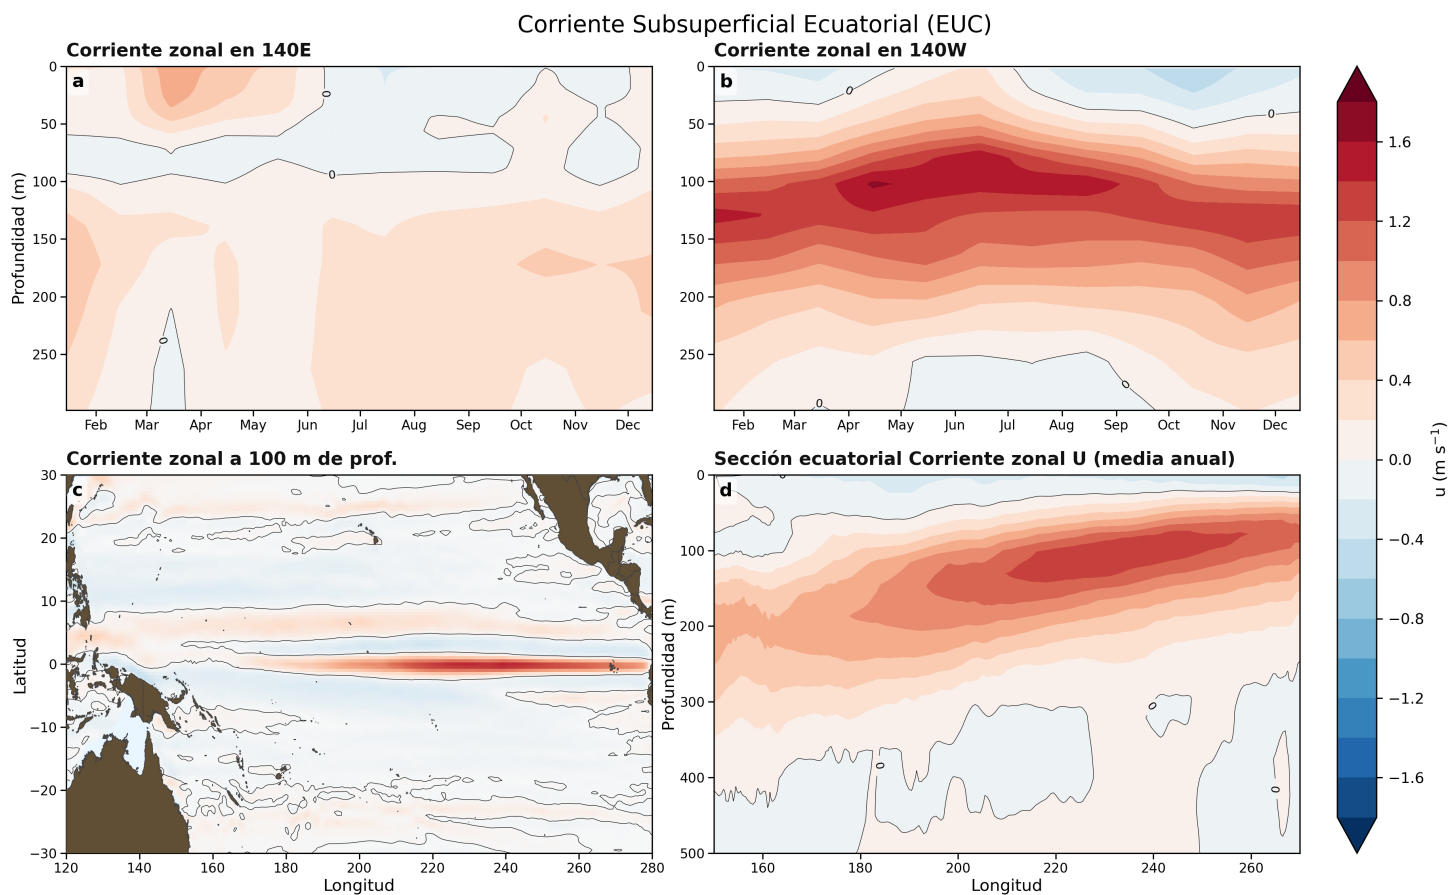 Corriente Subsuperficial Ecuatorial (EUC)
Corriente zonal en 140E
a
0
50
100
150
200
250
Profundidad (m)
0
0
0
Feb Mar Apr May Jun Jul Aug Sep Oct Nov Dec
Corriente zonal en 140W
b
0
50
100
150
200
250
0
0
0
0
Feb Mar Apr May Jun Jul Aug Sep Oct Nov Dec
Corriente zonal a 100 m de prof.
c
30
20
10
0
−10
−20
−30
Latitud
120 140 160 180 200 220 240 260 280
Longitud
Sección ecuatorial Corriente zonal U (media anual)
d
0
100
200
300
400
500
Profundidad (m)
0
0
0
160 180 200 220 240 260
Longitud
1.6
1.2
0.8
0.4
0.0
−0.4
−0.8
−1.2
−1.6
u (m s⁻¹)